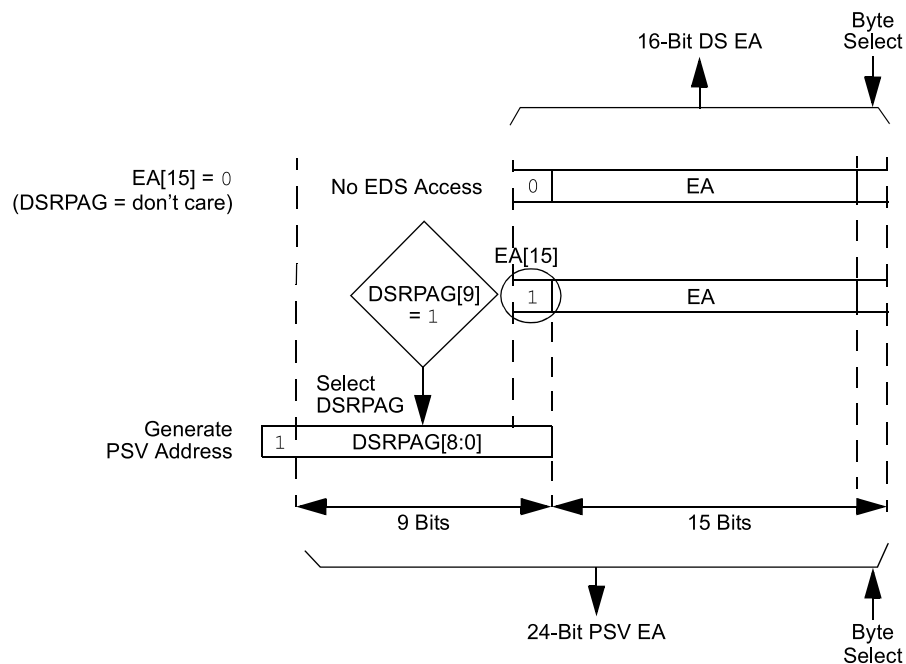 16-Bit DS EA
Byte
Select
EA[15] = 0
(DSRPAG = don't care)
No EDS Access
0
EA
EA[15]
DSRPAG[9]
= 1
1
EA
Select
DSRPAG
Generate
PSV Address
1
DSRPAG[8:0]
9 Bits
15 Bits
24-Bit PSV EA
Byte
Select